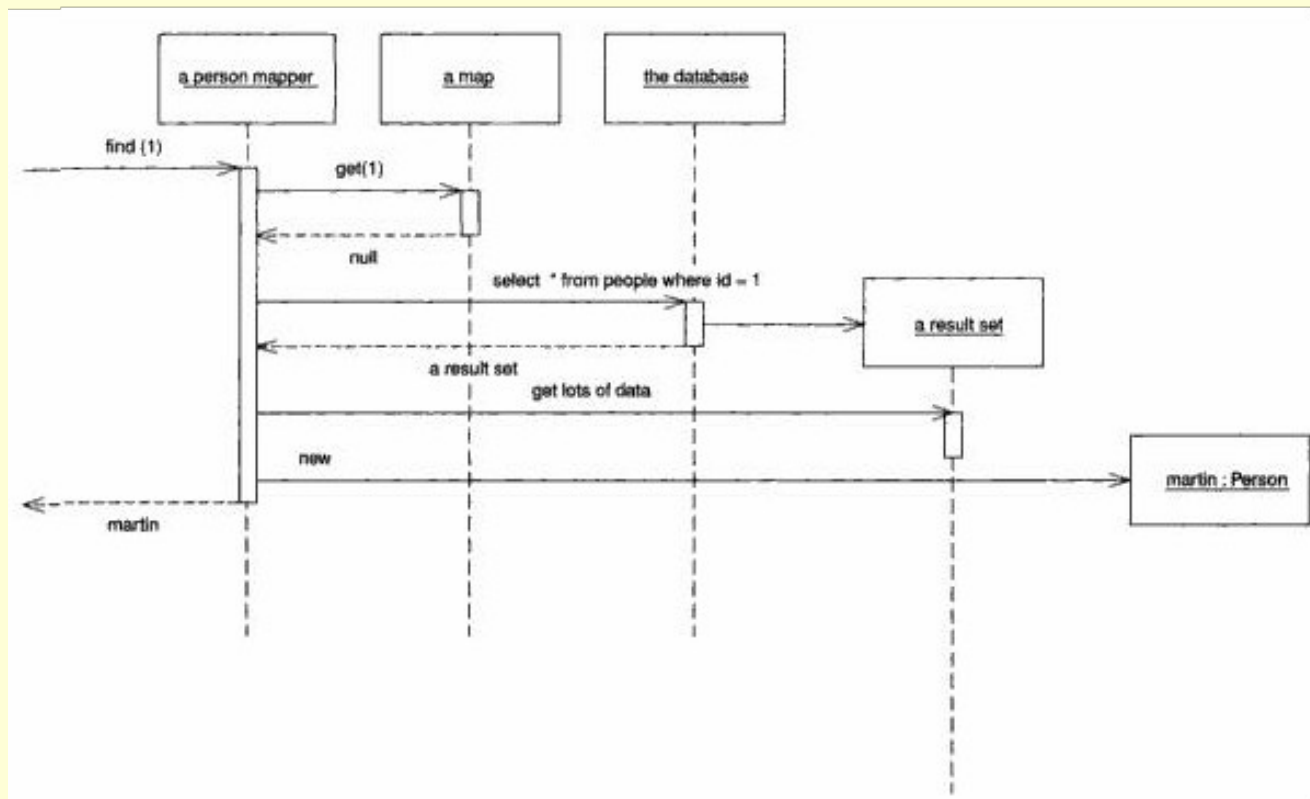 a person mapper
a map
the database
find (1)
get(1)
null
select * from people where id = 1
a result set
a result set
get lots of data
new
martin : Person
martin